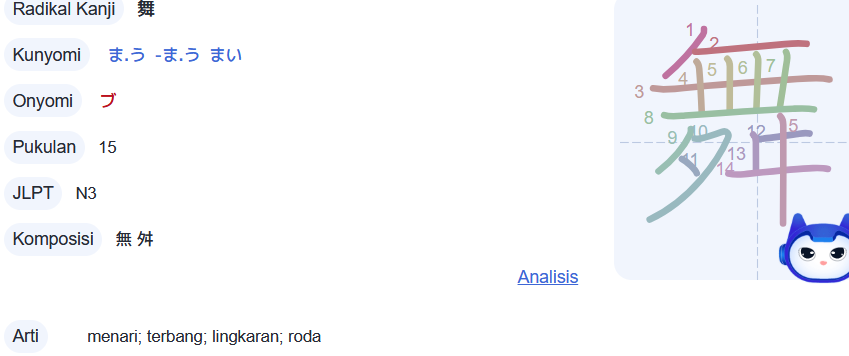 Radikal Kanji 舞
Kunyomi ま.う -ま.う まい
Onyomi ブ
Pukulan 15
JLPT N3
Komposisi 無 舛
Analisis
Arti menari; terbang; lingkaran; roda
1
2
3
4
5
6
7
8
9
10
11
12
13
14
5